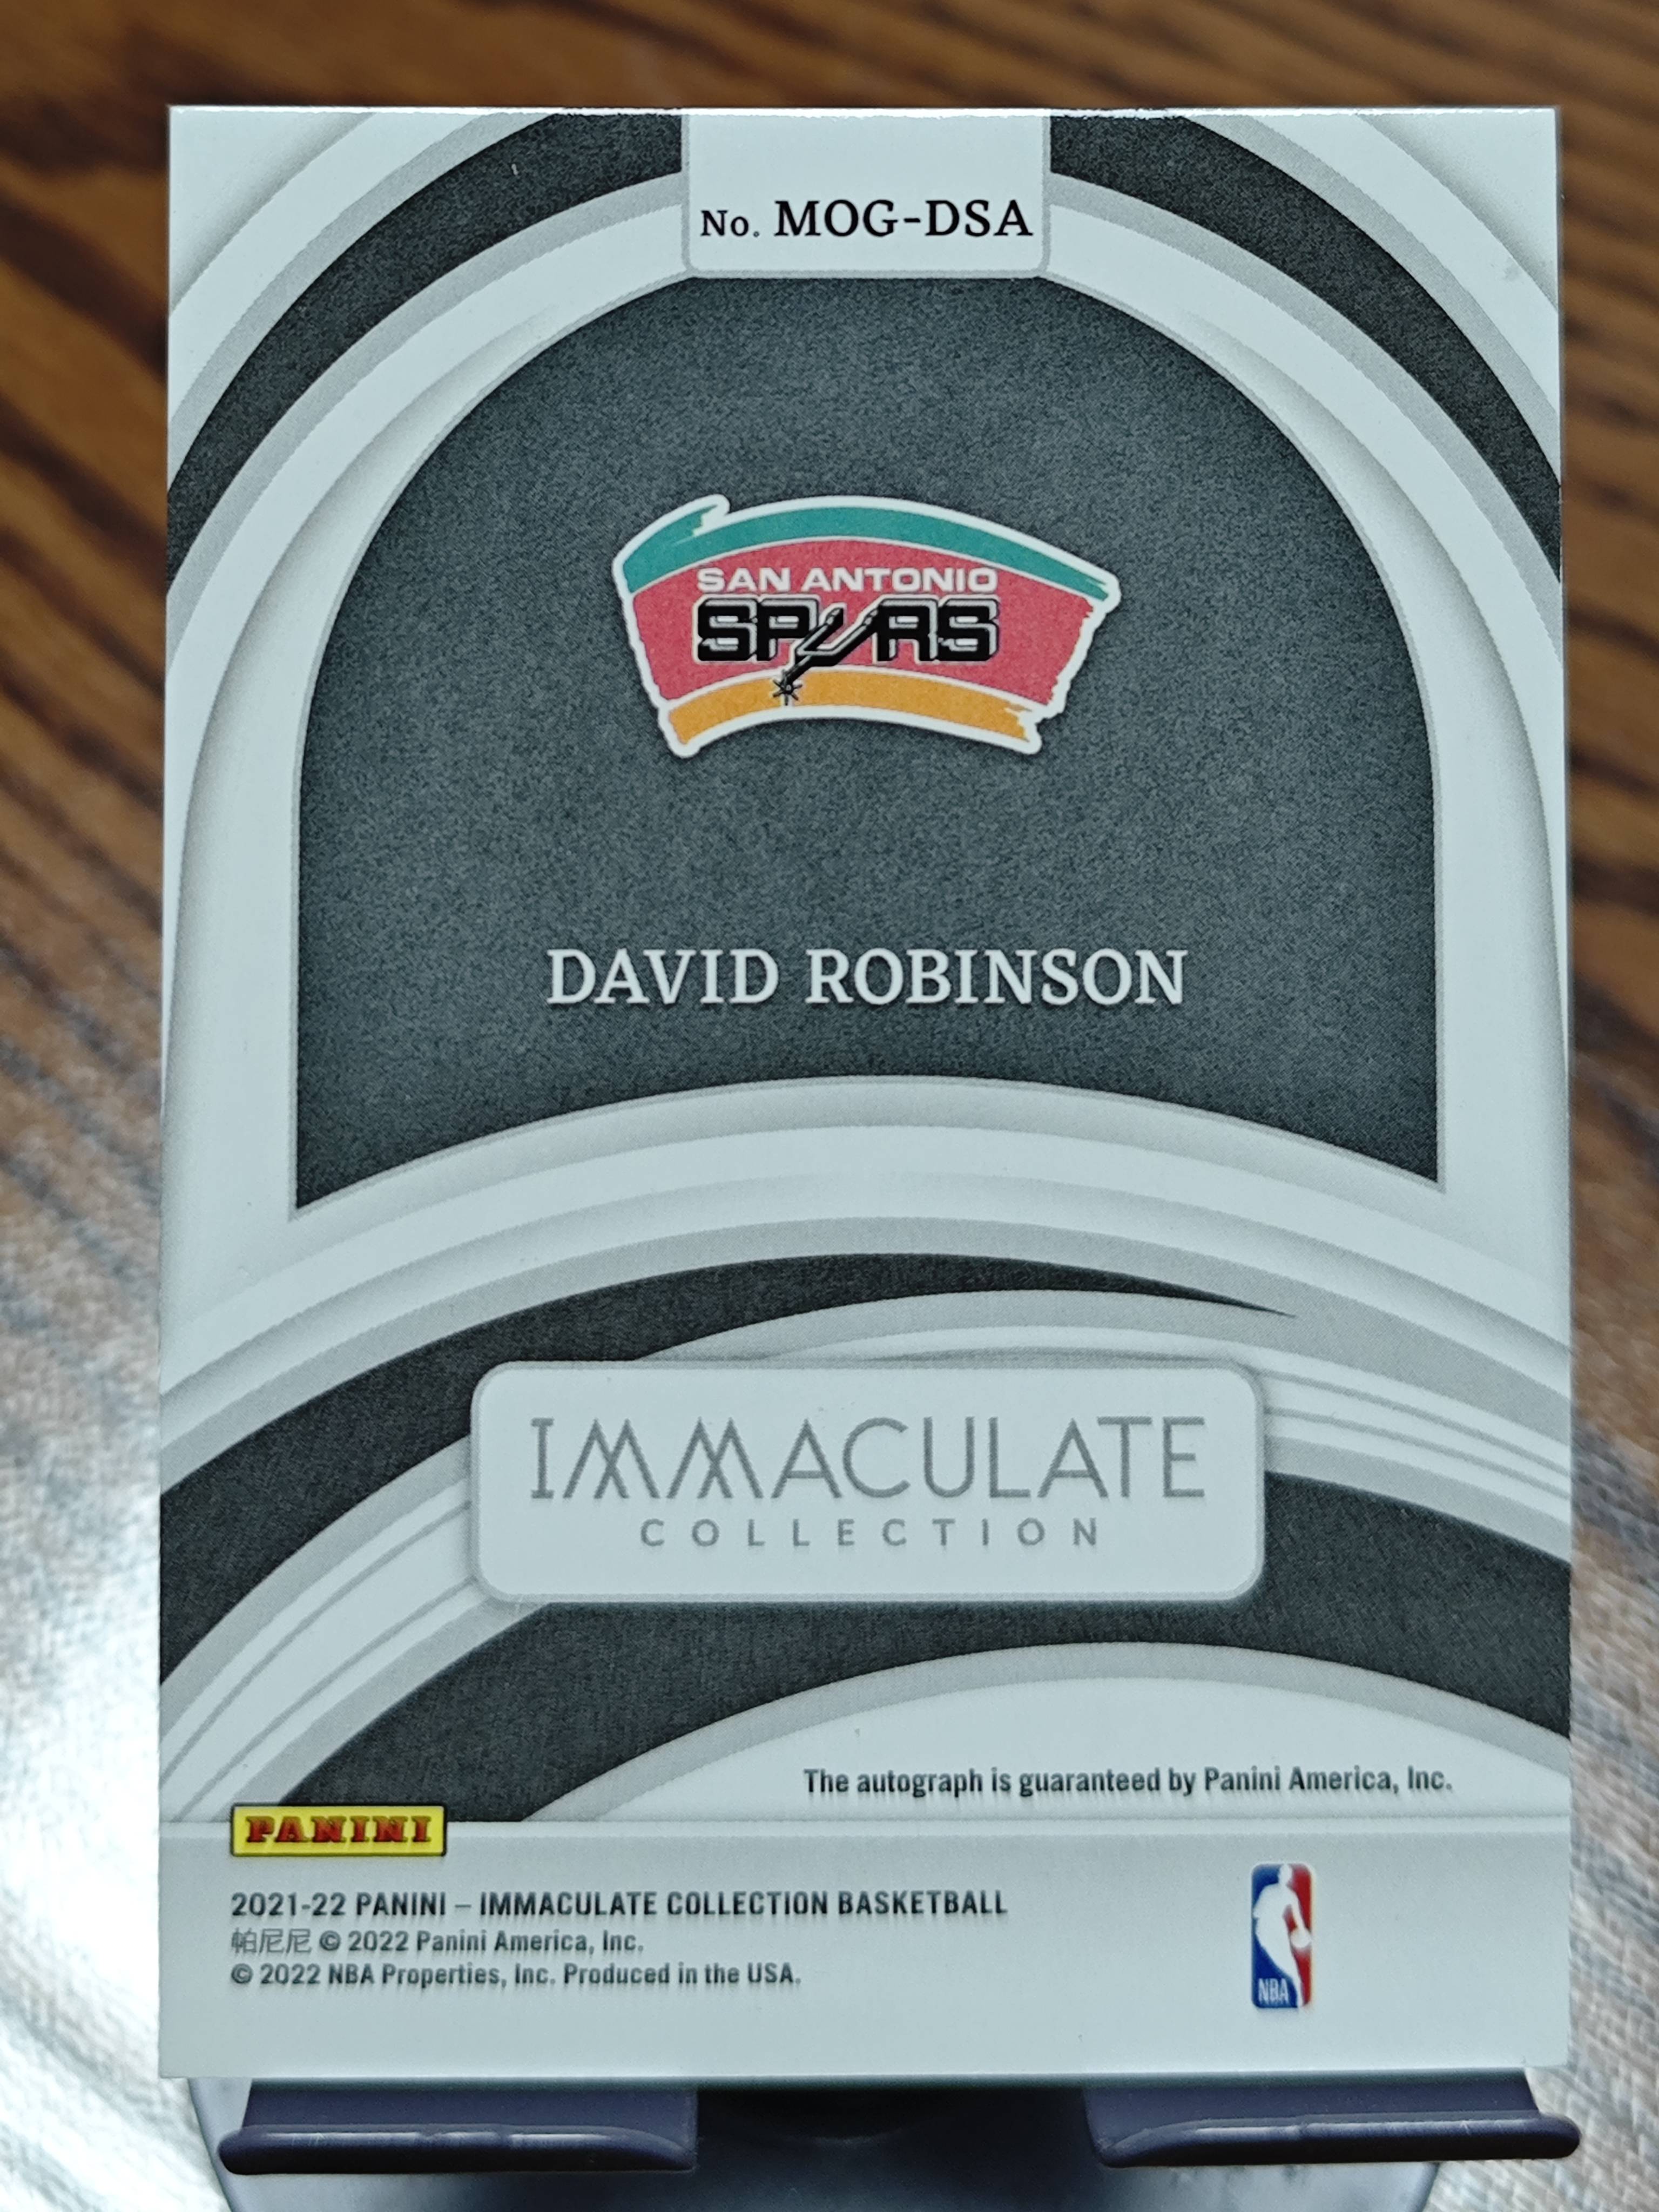 No. MOG-DSA
SAN ANTONIO
SPURS
DAVID ROBINSON
IMMACULATE
COLLECTION
The autograph is guaranteed by Panini America, Inc.
PANINI
2021-22 PANINI – IMMACULATE COLLECTION BASKETBALL
帕尼尼 © 2022 Panini America, Inc.
© 2022 NBA Properties, Inc. Produced in the USA.
NBA